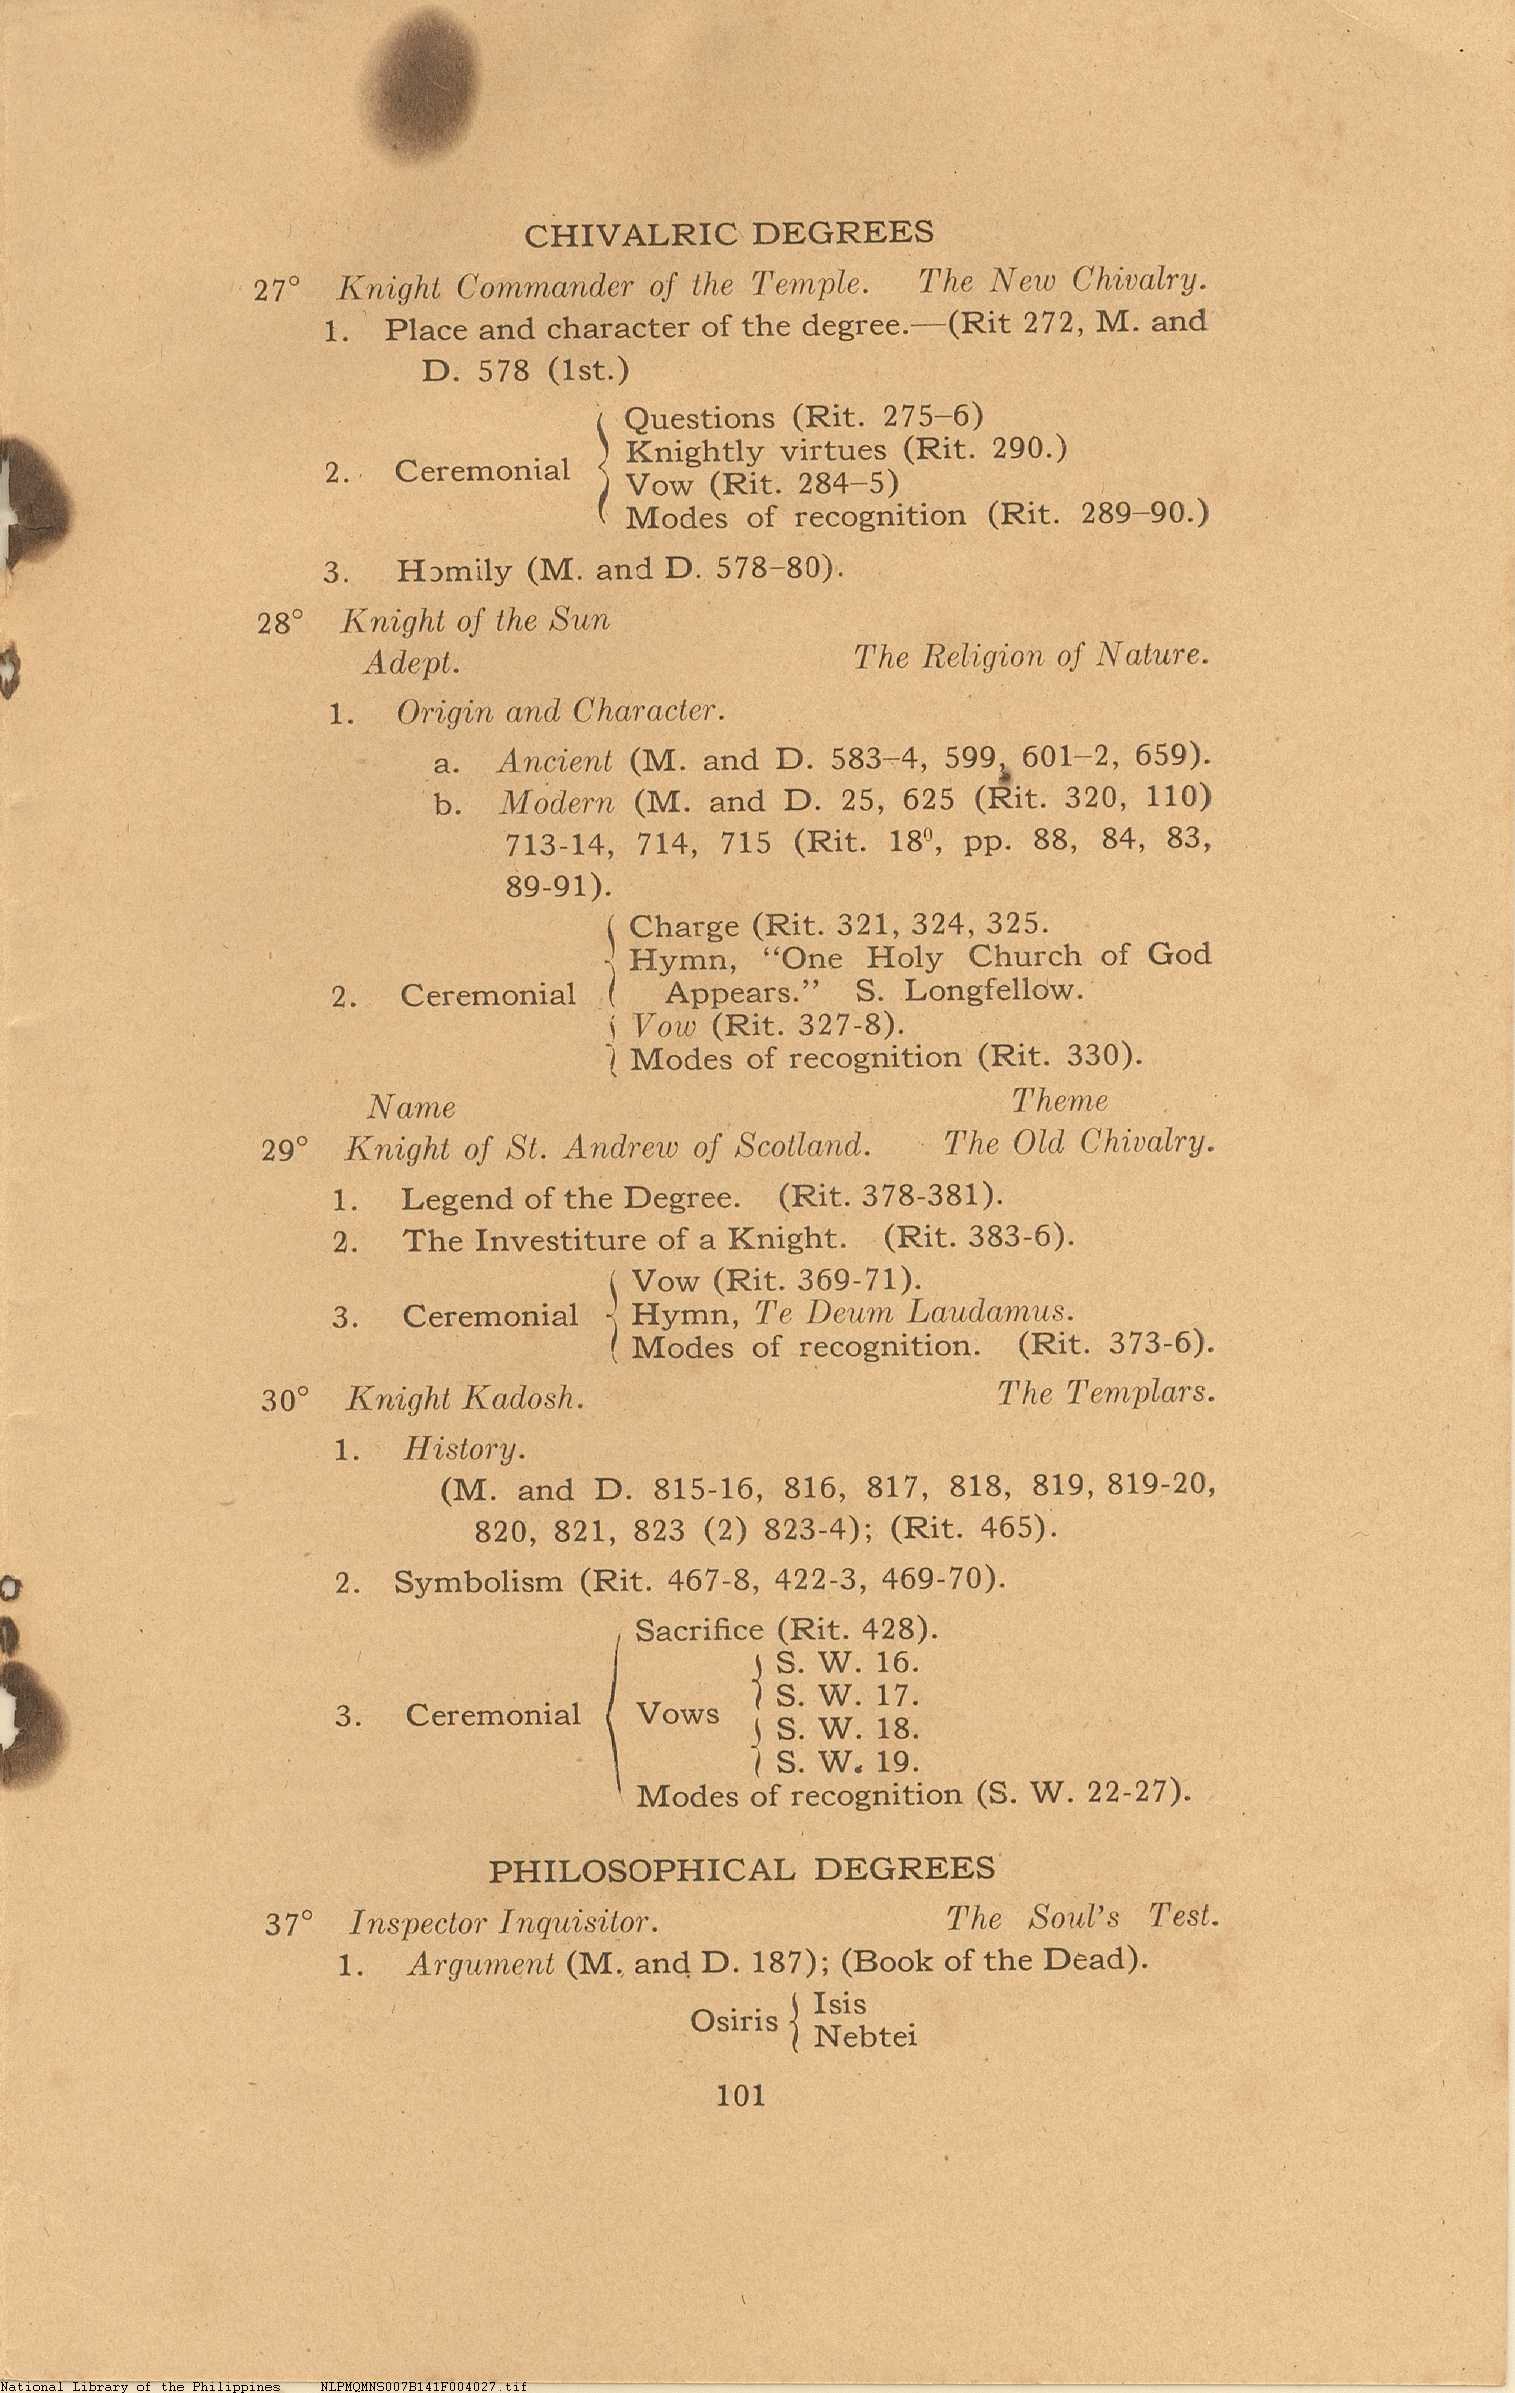 CHIVALRIC DEGREES
27° Knight Commander of the Temple. The New Chivalry.
1. Place and character of the degree.—(Rit 272, M. and
D. 578 (1st.)
Questions (Rit. 275–6)
Knightly virtues (Rit. 290.)
2. Ceremonial
Vow (Rit. 284–5)
Modes of recognition (Rit. 289–90.)
3. Homily (M. and D. 578–80).
28° Knight of the Sun
Adept. The Religion of Nature.
1. Origin and Character.
a. Ancient (M. and D. 583–4, 599, 601–2, 659).
b. Modern (M. and D. 25, 625 (Rit. 320, 110)
713-14, 714, 715 (Rit. 18⁰, pp. 88, 84, 83,
89-91).
Charge (Rit. 321, 324, 325.
Hymn, “One Holy Church of God
2. Ceremonial Appears.” S. Longfellow.
Vow (Rit. 327-8).
Modes of recognition (Rit. 330).
Name Theme
29° Knight of St. Andrew of Scotland. The Old Chivalry.
1. Legend of the Degree. (Rit. 378-381).
2. The Investiture of a Knight. (Rit. 383-6).
Vow (Rit. 369-71).
3. Ceremonial Hymn, Te Deum Laudamus.
Modes of recognition. (Rit. 373-6).
30° Knight Kadosh. The Templars.
1. History.
(M. and D. 815-16, 816, 817, 818, 819, 819-20,
820, 821, 823 (2) 823-4); (Rit. 465).
2. Symbolism (Rit. 467-8, 422-3, 469-70).
Sacrifice (Rit. 428).
S. W. 16.
S. W. 17.
3. Ceremonial Vows
S. W. 18.
S. W. 19.
Modes of recognition (S. W. 22-27).
PHILOSOPHICAL DEGREES
37° Inspector Inquisitor. The Soul's Test.
1. Argument (M. and D. 187); (Book of the Dead).
Isis
Osiris
Nebtei
101
National Library of the Philippines NLPMQMNS007B141F004027.tif